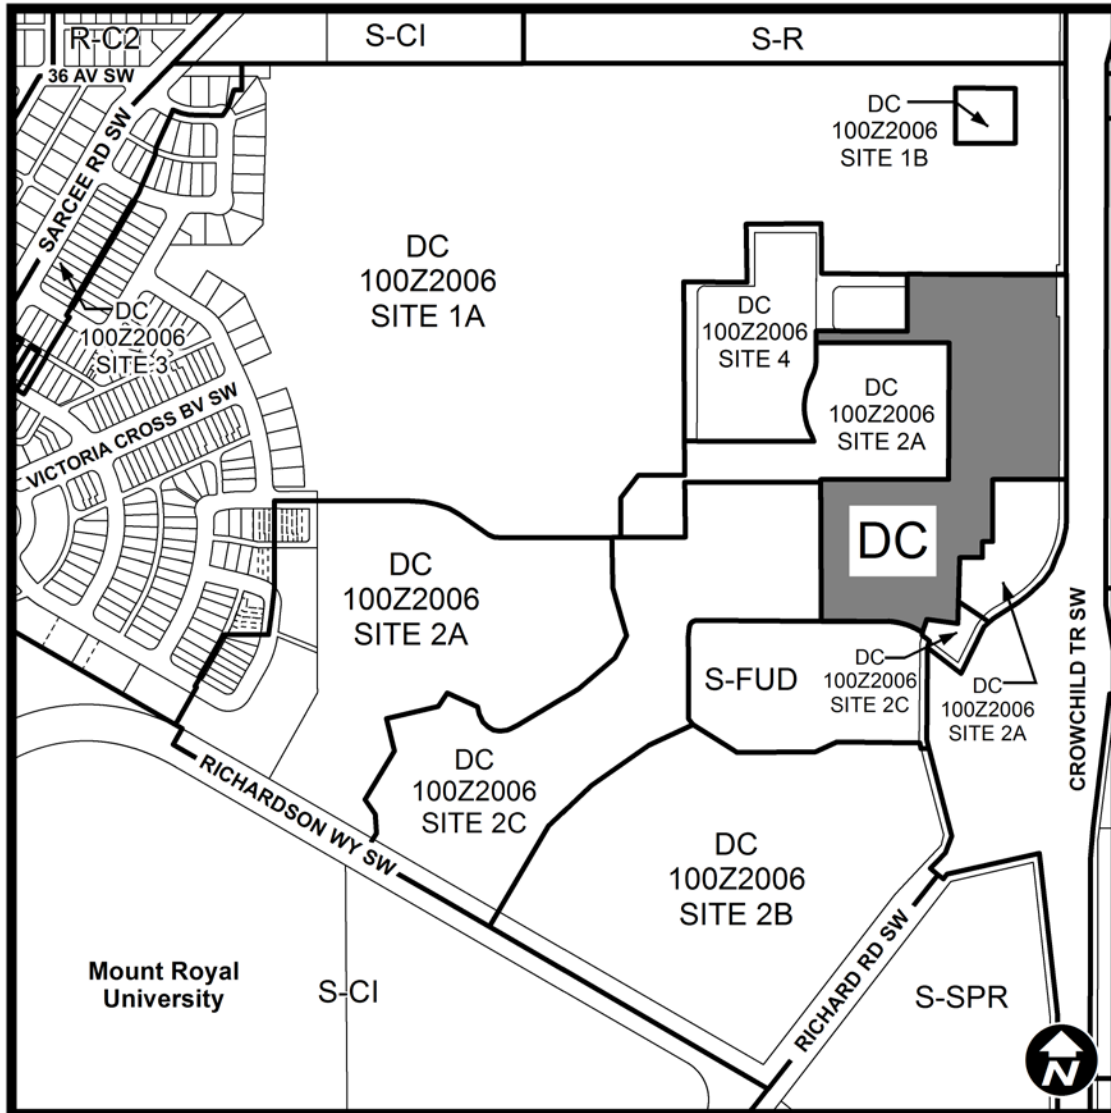 R-C2
S-CI
S-R
36 AV SW
SARCEE RD SW
DC
100Z2006
SITE 1B
DC
100Z2006
SITE 1A
DC
100Z2006
SITE 3
DC
100Z2006
SITE 4
DC
100Z2006
SITE 2A
VICTORIA CROSS BV SW
DC
DC
100Z2006
SITE 2A
S-FUD
DC
100Z2006
SITE 2C
DC
100Z2006
SITE 2A
CROWCHILD TR SW
RICHARDSON WY SW
DC
100Z2006
SITE 2C
DC
100Z2006
SITE 2B
RICHARD RD SW
Mount Royal
University
S-CI
S-SPR
N